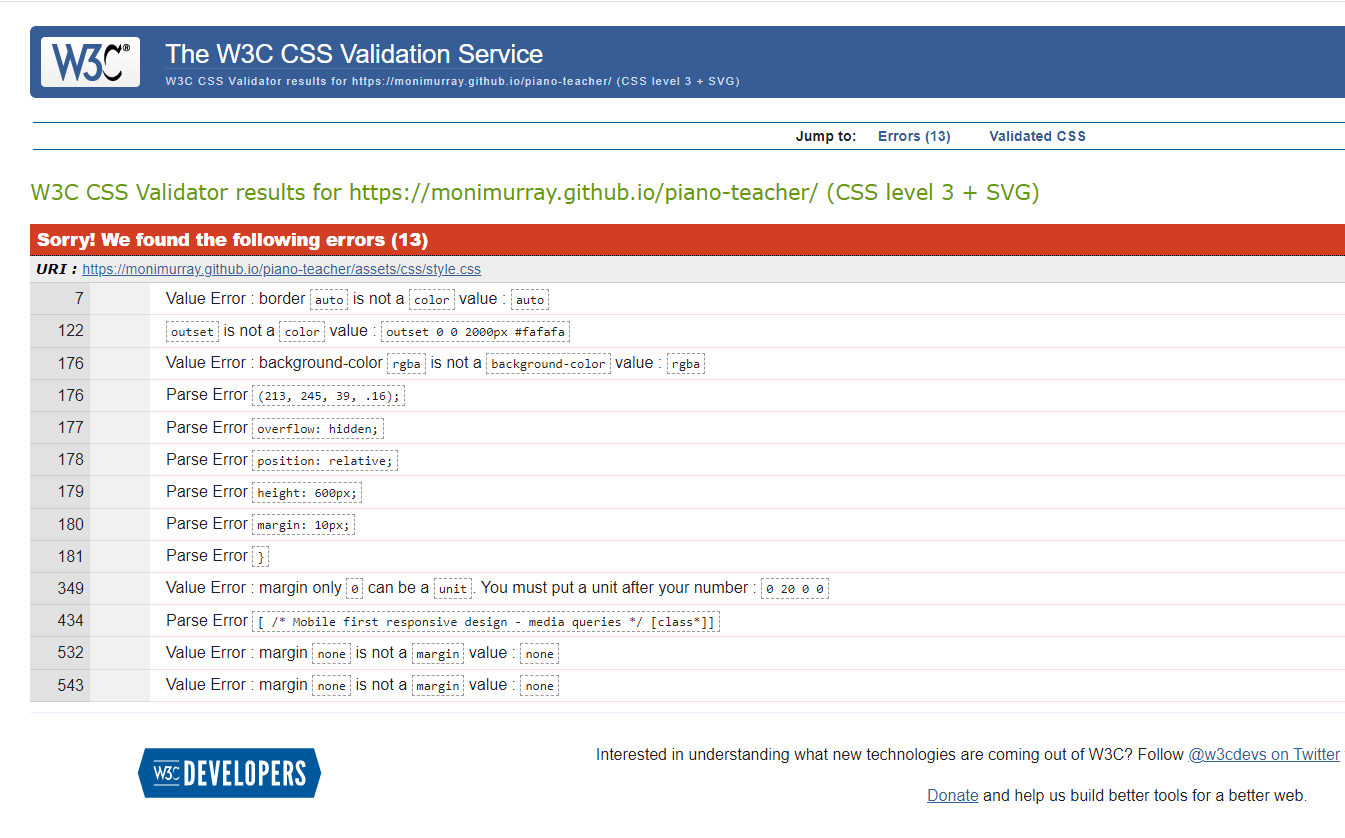 W3C®
The W3C CSS Validation Service
W3C CSS Validator results for https://monimurray.github.io/piano-teacher/ (CSS level 3 + SVG)
Jump to: Errors (13) Validated CSS
W3C CSS Validator results for https://monimurray.github.io/piano-teacher/ (CSS level 3 + SVG)
Sorry! We found the following errors (13)
URI : https://monimurray.github.io/piano-teacher/assets/css/style.css
7 Value Error : border auto is not a color value : auto
122 outset is not a color value : outset 0 0 2000px #fafafa
176 Value Error : background-color rgba is not a background-color value : rgba
176 Parse Error (213, 245, 39, .16);
177 Parse Error overflow: hidden;
178 Parse Error position: relative;
179 Parse Error height: 600px;
180 Parse Error margin: 10px;
181 Parse Error }
349 Value Error : margin only 0 can be a unit. You must put a unit after your number : 0 20 0 0
434 Parse Error [ /* Mobile first responsive design - media queries */ [class*]]
532 Value Error : margin none is not a margin value : none
543 Value Error : margin none is not a margin value : none
W3C DEVELOPERS
Interested in understanding what new technologies are coming out of W3C? Follow @w3cdevs on Twitter
Donate and help us build better tools for a better web.